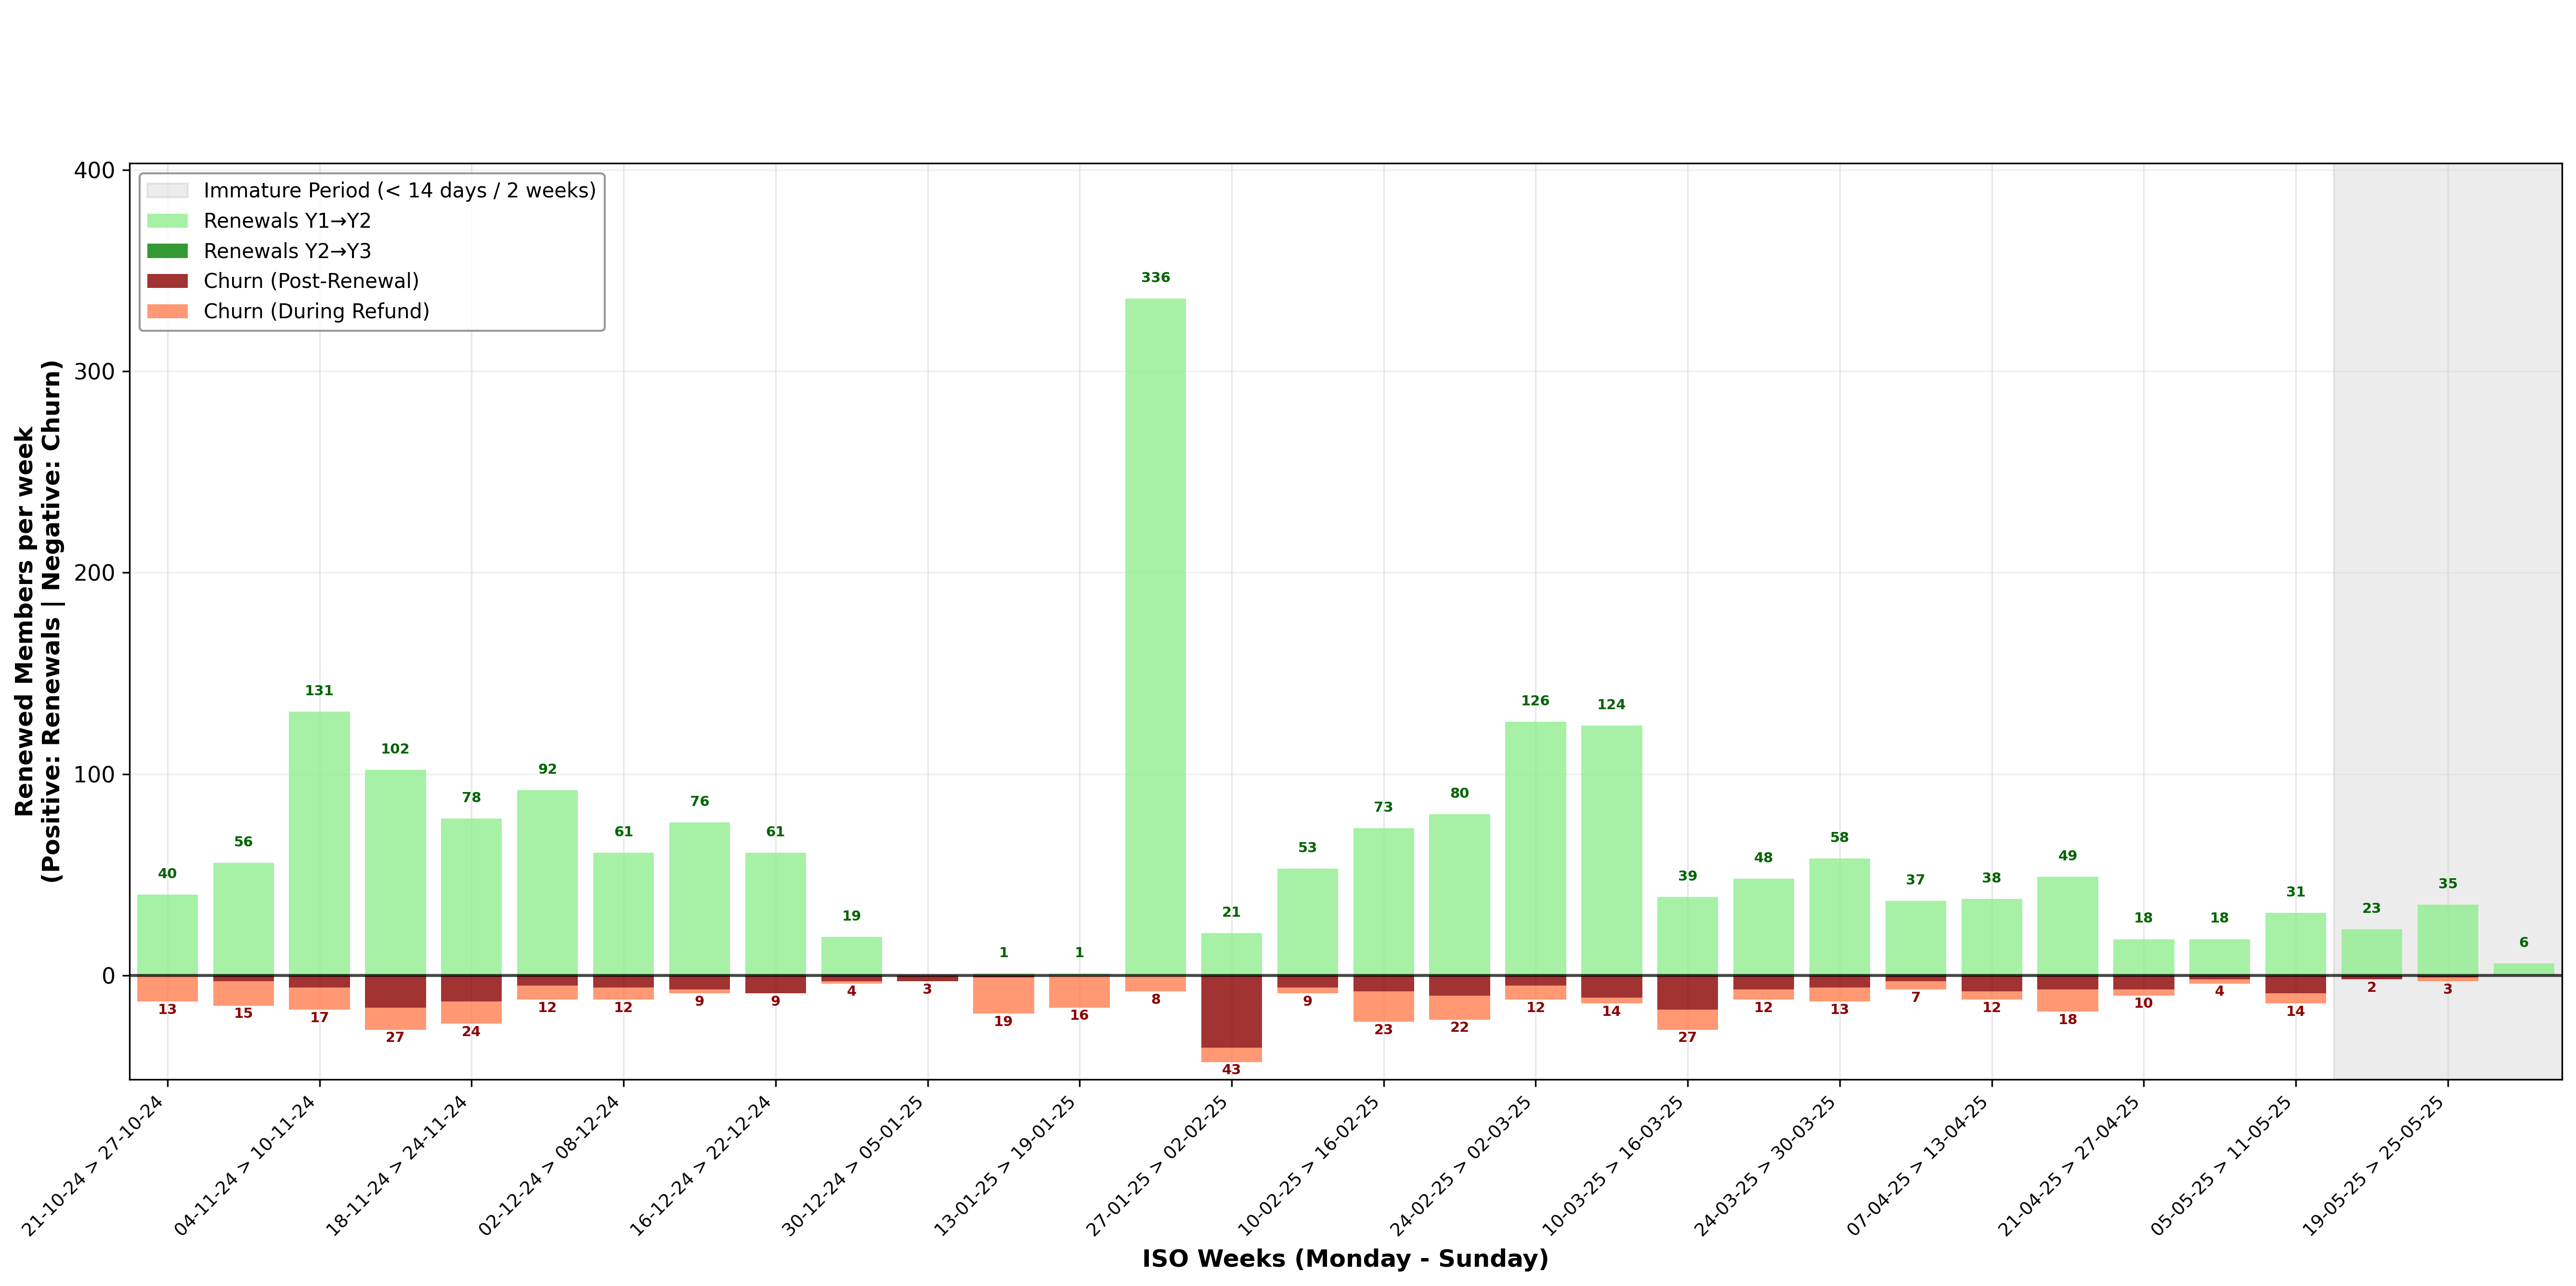 400
300
200
100
0
Renewed Members per week
(Positive: Renewals | Negative: Churn)
Immature Period (< 14 days / 2 weeks)
Renewals Y1→Y2
Renewals Y2→Y3
Churn (Post-Renewal)
Churn (During Refund)
40
56
131
102
78
92
61
76
61
19
1
1
336
21
53
73
80
126
124
39
48
58
37
38
49
18
18
31
23
35
6
13
15
17
27
24
12
12
9
9
4
3
19
16
8
43
9
23
22
12
14
27
12
13
7
12
18
10
4
14
2
3
21-10-24 > 27-10-24
04-11-24 > 10-11-24
18-11-24 > 24-11-24
02-12-24 > 08-12-24
16-12-24 > 22-12-24
30-12-24 > 05-01-25
13-01-25 > 19-01-25
27-01-25 > 02-02-25
10-02-25 > 16-02-25
24-02-25 > 02-03-25
10-03-25 > 16-03-25
24-03-25 > 30-03-25
07-04-25 > 13-04-25
21-04-25 > 27-04-25
05-05-25 > 11-05-25
19-05-25 > 25-05-25
ISO Weeks (Monday - Sunday)